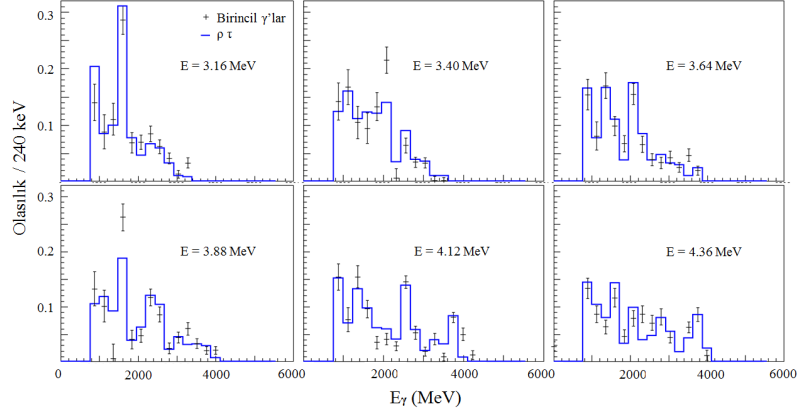 0.3
Birincil γ'lar
ρ τ
E = 3.16 MeV
E = 3.40 MeV
E = 3.64 MeV
0.2
0.1
Olasılık / 240 keV
E = 3.88 MeV
E = 4.12 MeV
E = 4.36 MeV
0.3
0.2
0.1
0 2000 4000 6000 2000 4000 6000 2000 4000 6000
Eγ (MeV)